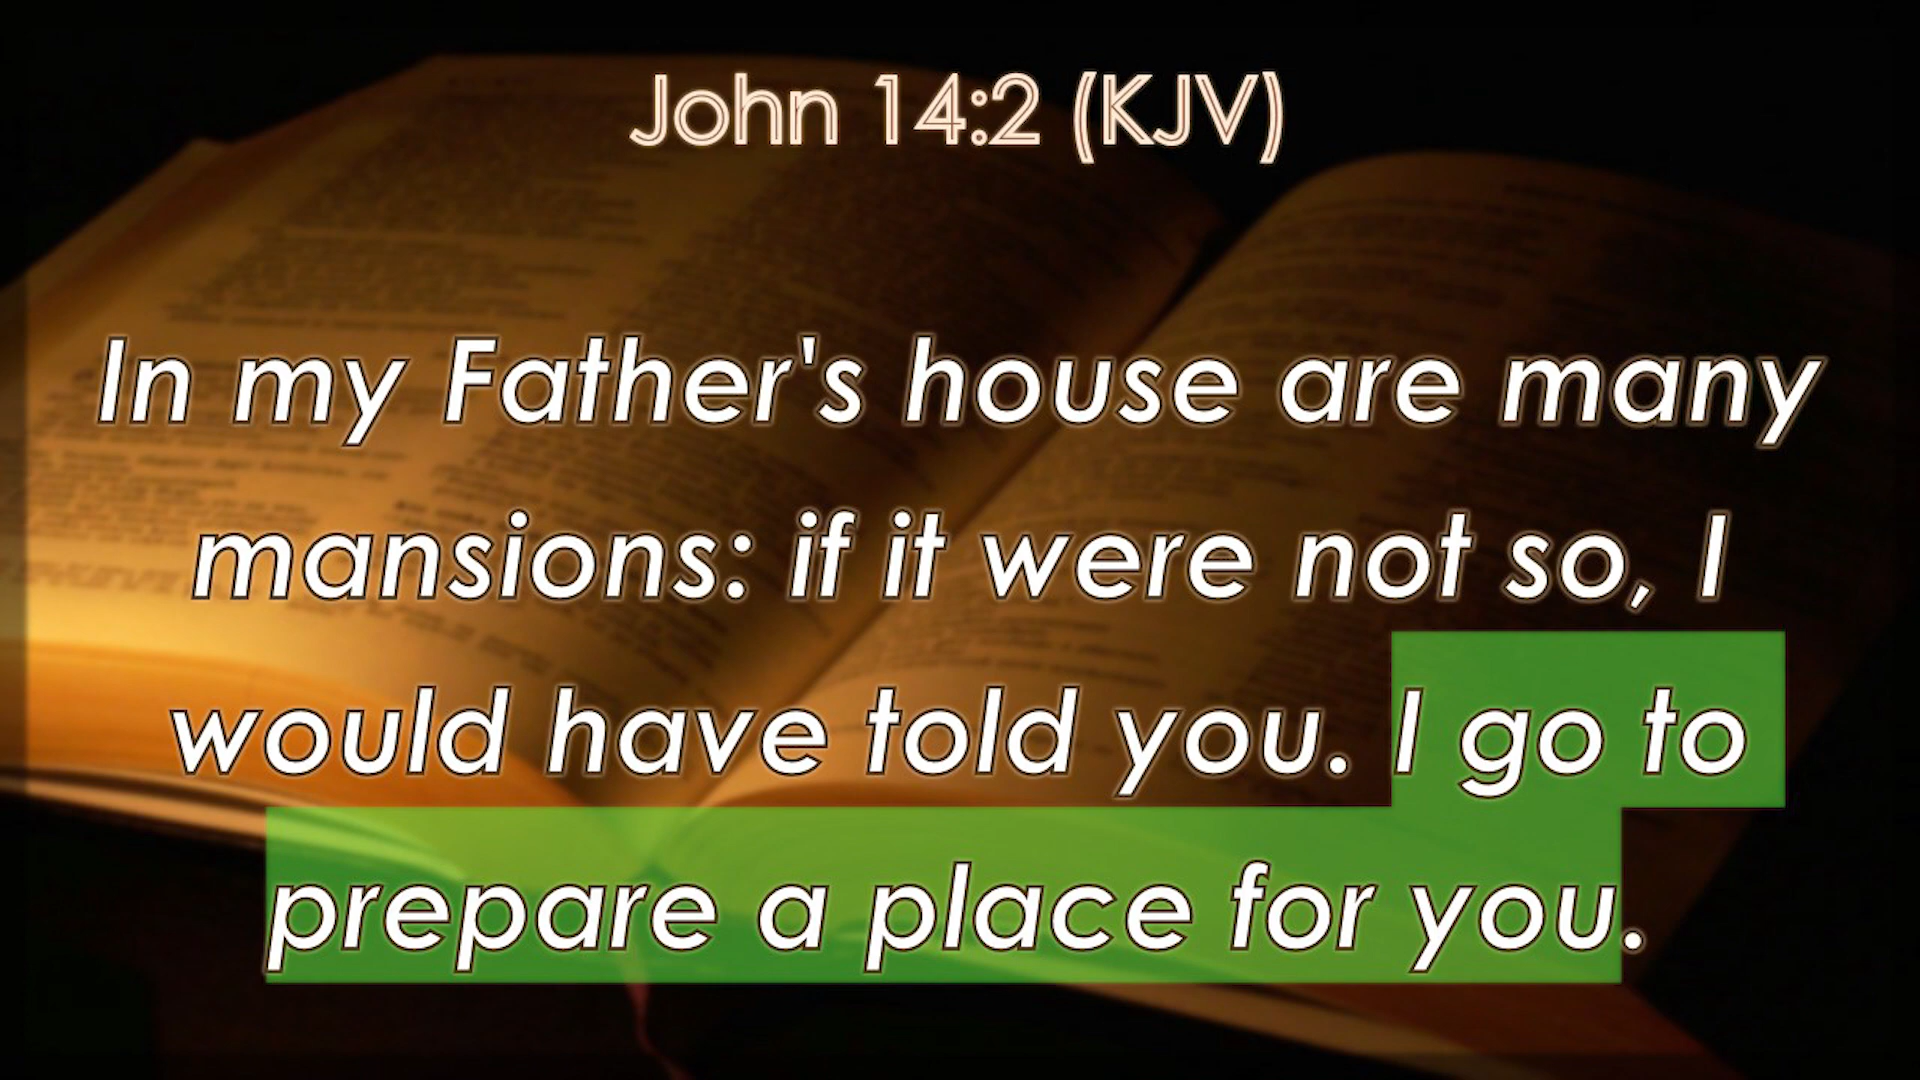 John 14:2 (KJV)
In my Father's house are many
mansions: if it were not so, I
would have told you. I go to
prepare a place for you.